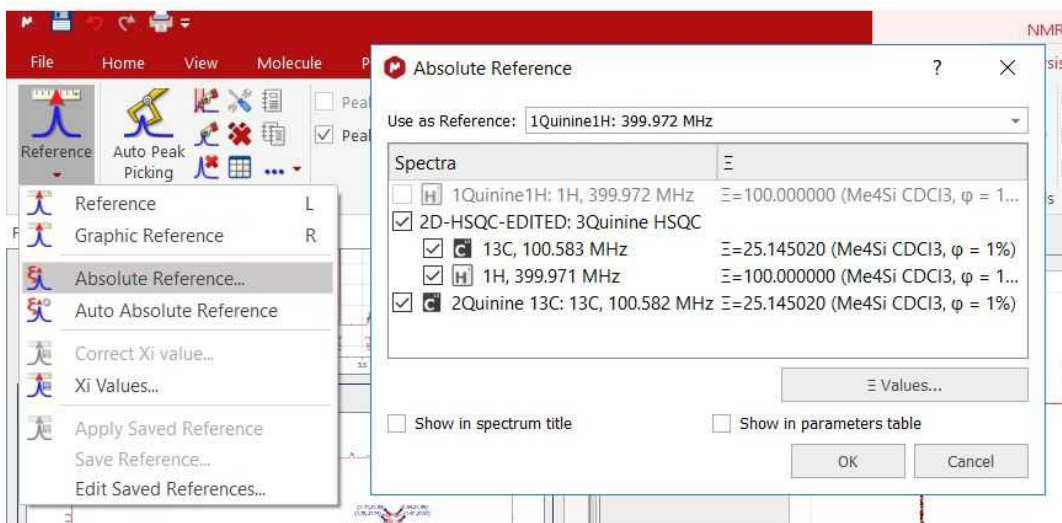 NMR
File Home View Molecule P
Reference
Auto Peak
Picking
Peal
Peal
sis
s
F
Reference L
Graphic Reference R
Absolute Reference...
Auto Absolute Reference
Correct Xi value...
Xi Values...
Apply Saved Reference
Save Reference...
Edit Saved References...
Absolute Reference ?
Use as Reference: 1Quinine1H: 399.972 MHz
Spectra Ξ
H 1Quinine1H: 1H, 399.972 MHz Ξ=100.000000 (Me4Si CDCl3, φ = 1...
2D-HSQC-EDITED: 3Quinine HSQC
C 13C, 100.583 MHz Ξ=25.145020 (Me4Si CDCl3, φ = 1%)
H 1H, 399.971 MHz Ξ=100.000000 (Me4Si CDCl3, φ = 1...
C 2Quinine 13C: 13C, 100.582 MHz Ξ=25.145020 (Me4Si CDCl3, φ = 1%)
Ξ Values...
Show in spectrum title Show in parameters table
OK Cancel